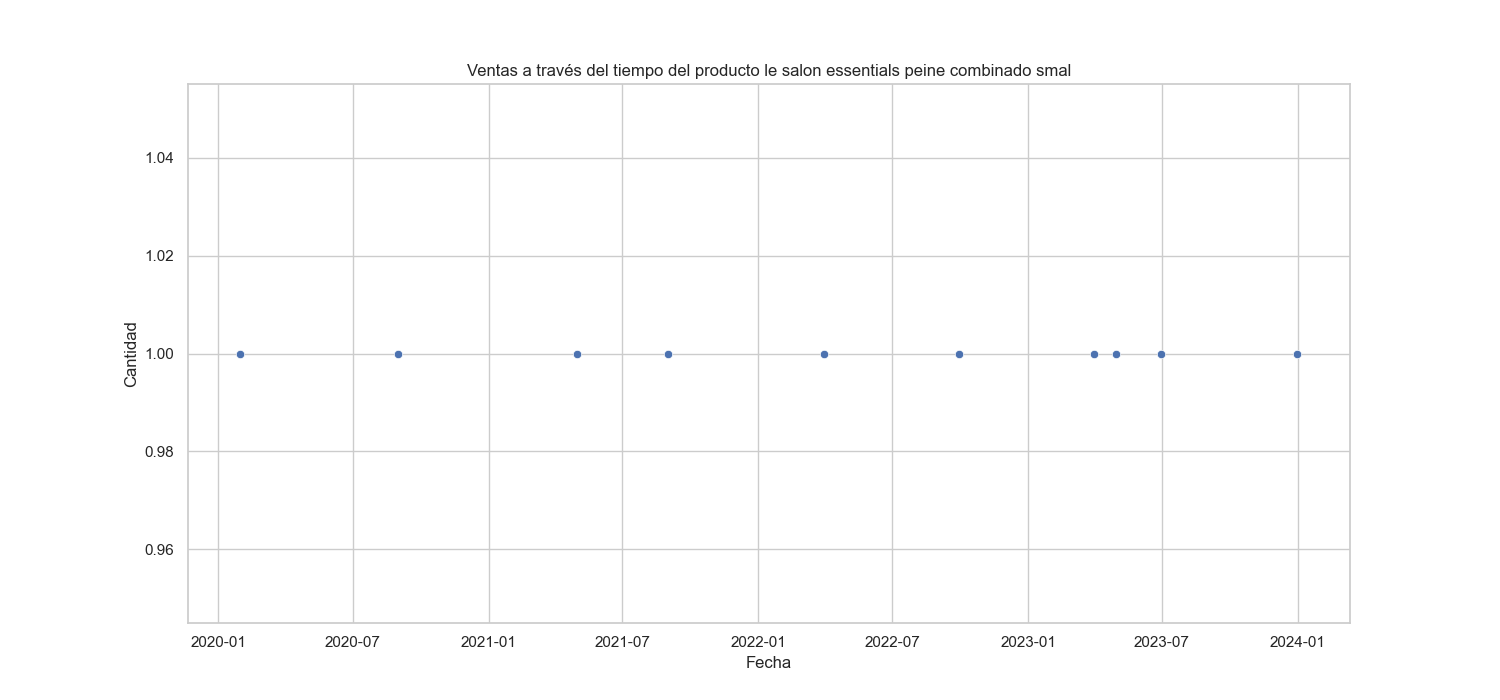 Ventas a través del tiempo del producto le salon essentials peine combinado smal
1.04
1.02
1.00
0.98
0.96
Cantidad
2020-01 2020-07 2021-01 2021-07 2022-01 2022-07 2023-01 2023-07 2024-01
Fecha